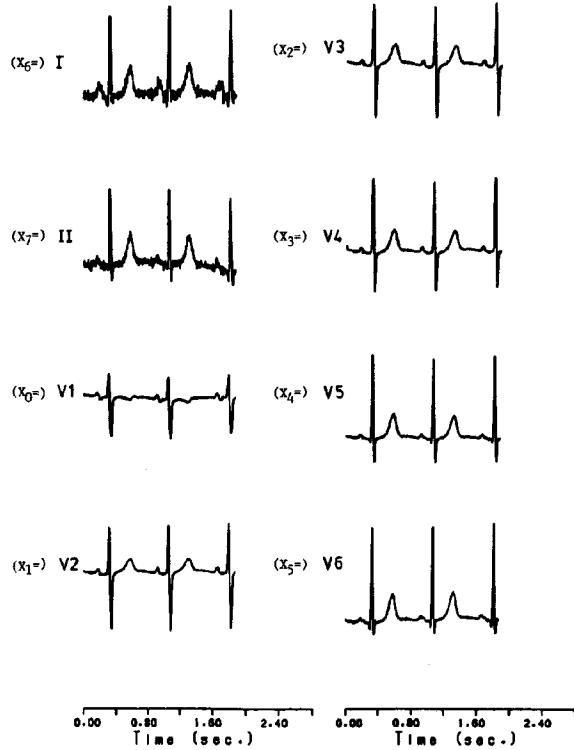 (X6=) I
(X7=) II
(X0=) V1
(X1=) V2
(X2=) V3
(X3=) V4
(X4=) V5
(X5=) V6
0.00 0.80 1.60 2.40
Time (sec.)
0.00 0.80 1.60 2.40
Time (sec.)